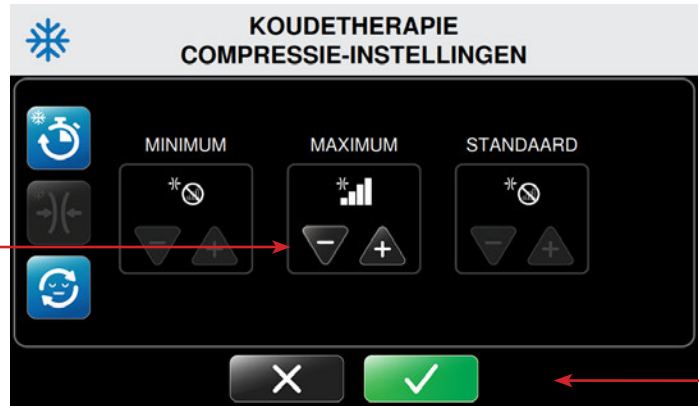 KOUDETHERAPIE
COMPRESSIE-INSTELLINGEN
MINIMUM MAXIMUM STANDAARD